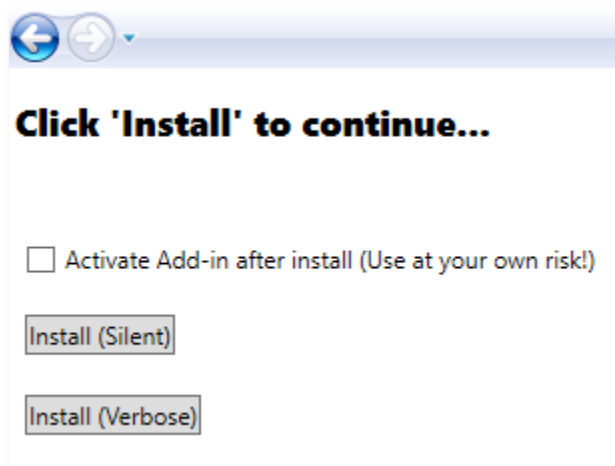 Click 'Install' to continue...
Activate Add-in after install (Use at your own risk!)
Install (Silent)
Install (Verbose)